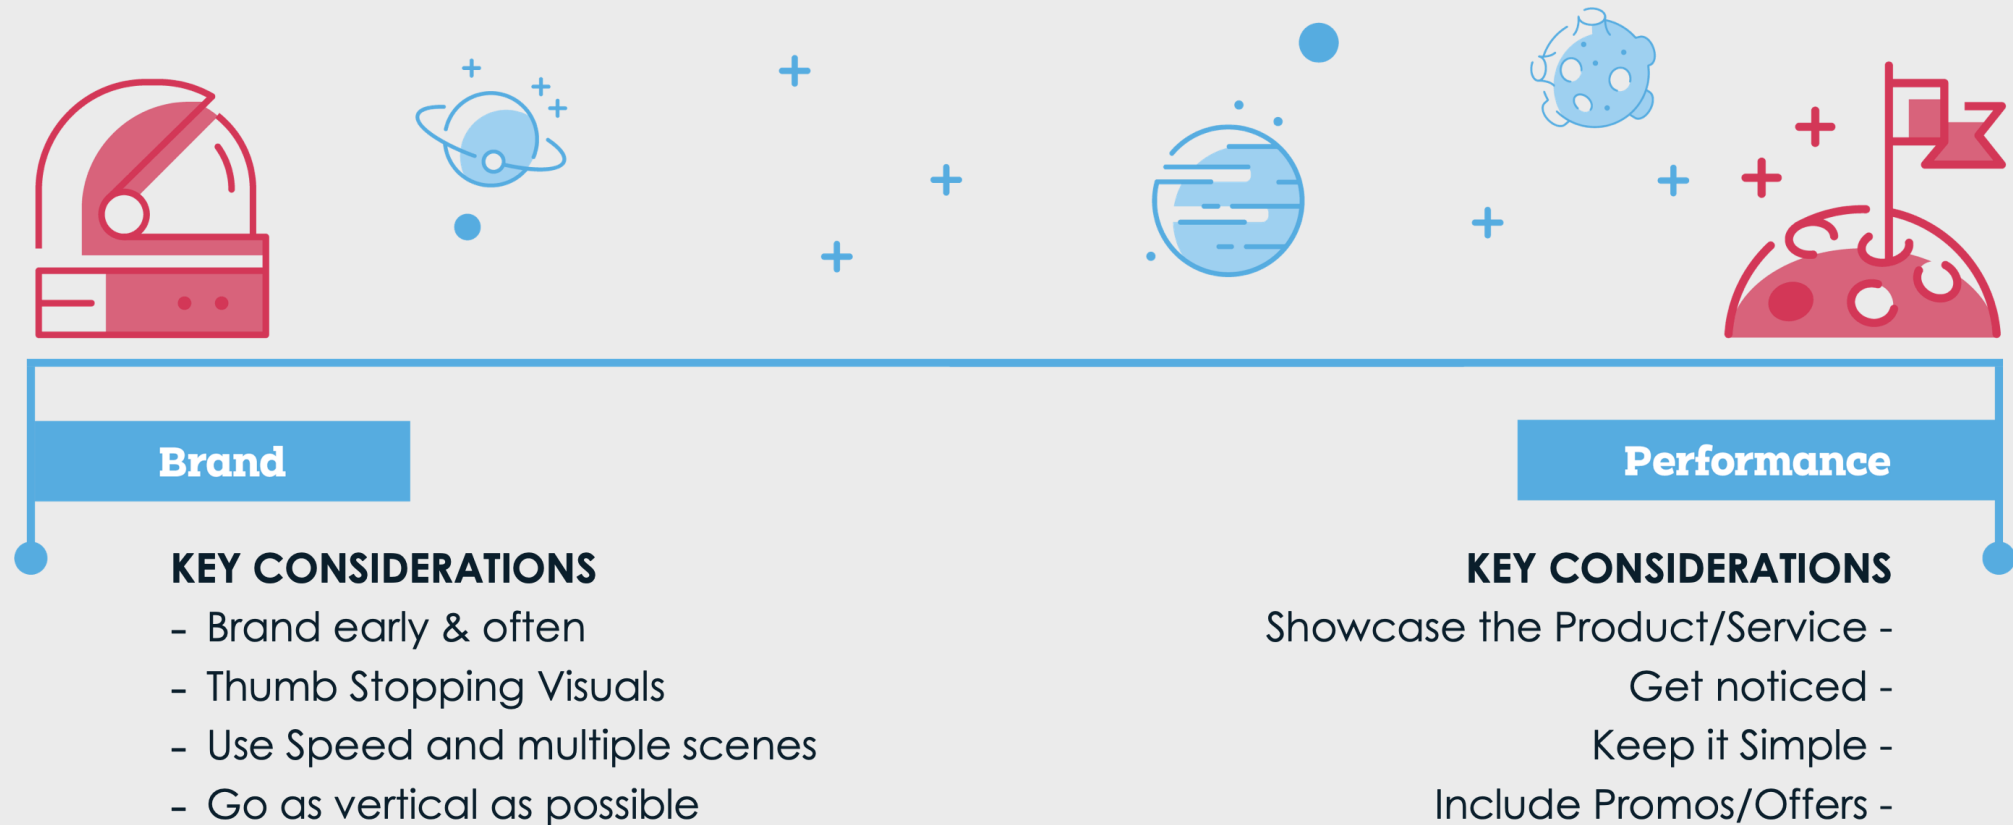 Brand
KEY CONSIDERATIONS
- Brand early & often
- Thumb Stopping Visuals
- Use Speed and multiple scenes
- Go as vertical as possible
Performance
KEY CONSIDERATIONS
Showcase the Product/Service -
Get noticed -
Keep it Simple -
Include Promos/Offers -